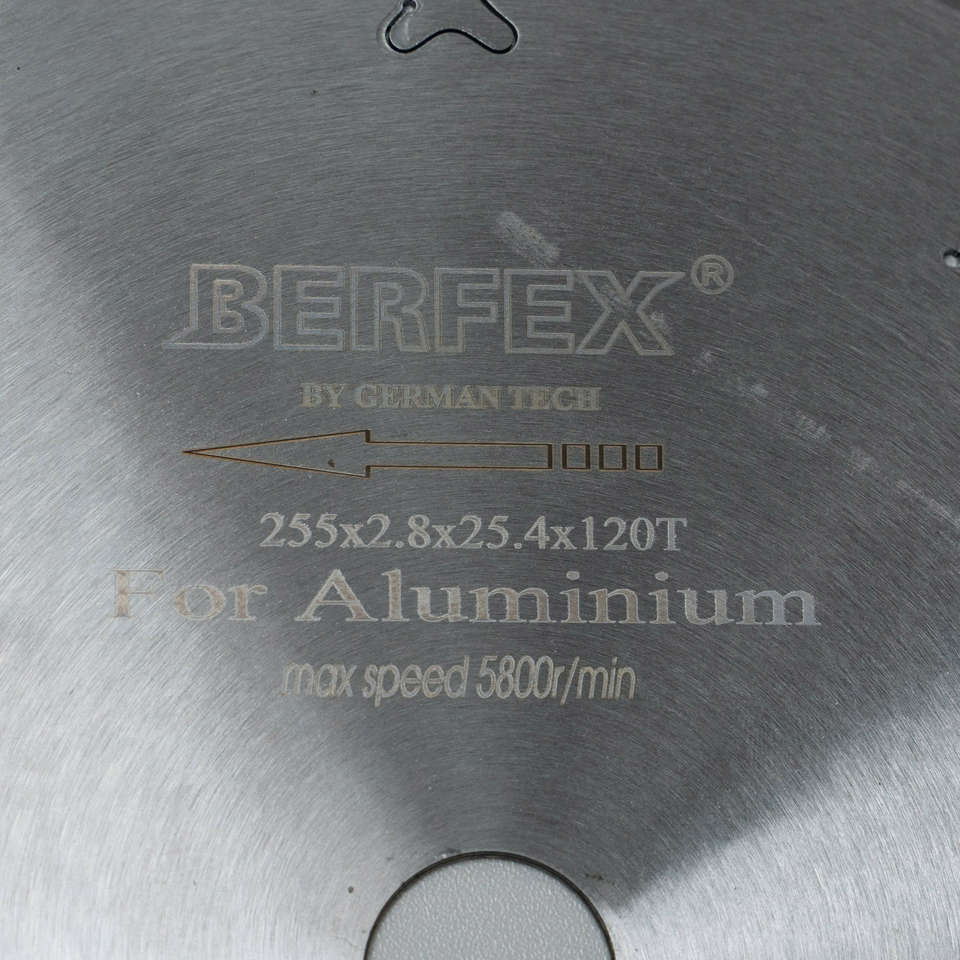 BERFEX®
BY GERMAN TECH
255x2.8x25.4x120T
For Aluminium
max speed 5800r/min